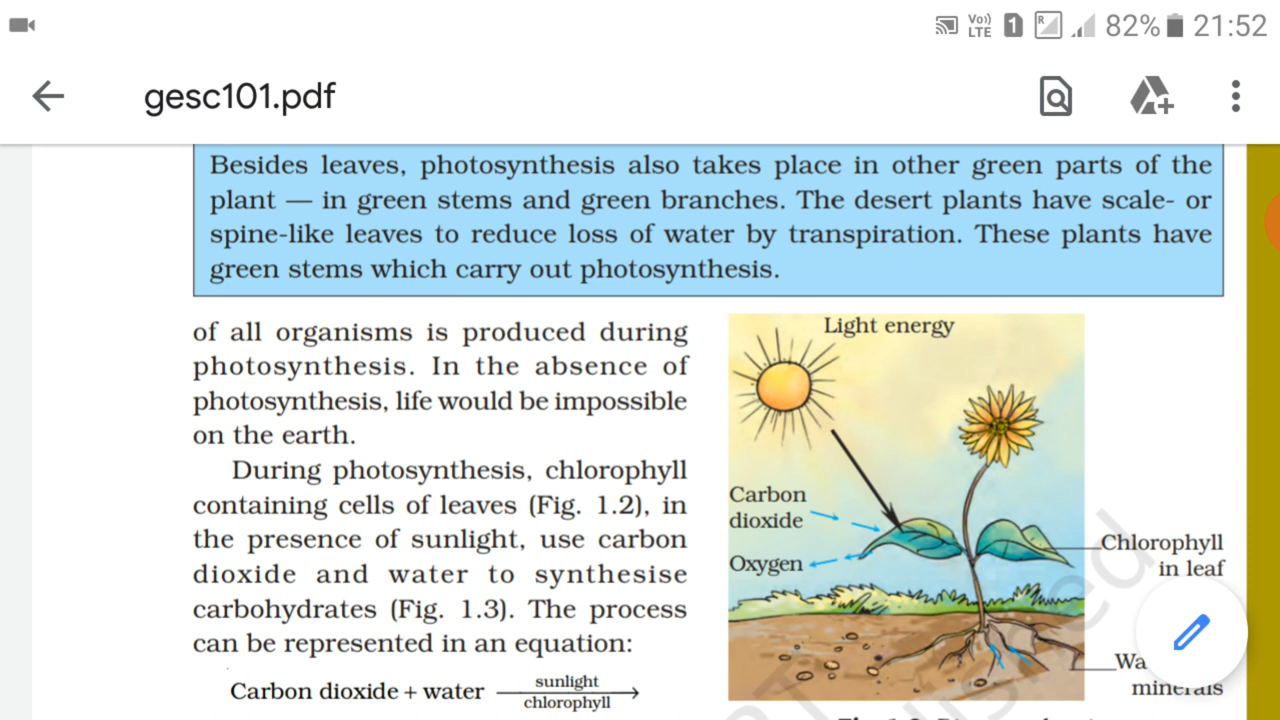 Vo))
LTE
1
R
82%
21:52
gesc101.pdf
Besides leaves, photosynthesis also takes place in other green parts of the
plant — in green stems and green branches. The desert plants have scale- or
spine-like leaves to reduce loss of water by transpiration. These plants have
green stems which carry out photosynthesis.
of all organisms is produced during
photosynthesis. In the absence of
photosynthesis, life would be impossible
on the earth.
During photosynthesis, chlorophyll
containing cells of leaves (Fig. 1.2), in
the presence of sunlight, use carbon
dioxide and water to synthesise
carbohydrates (Fig. 1.3). The process
can be represented in an equation:
Carbon dioxide + water sunlight
chlorophyll
Light energy
Carbon
dioxide
Oxygen
Chlorophyll
in leaf
minerals